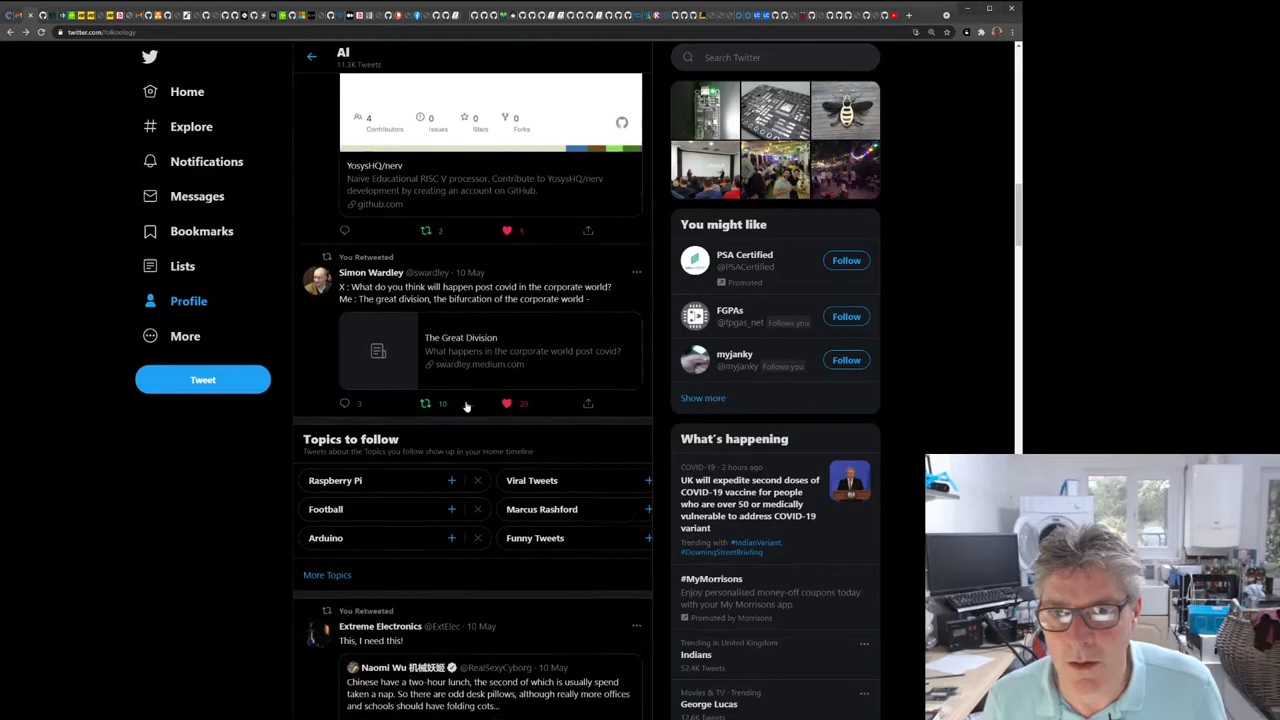 twitter.com/folknology
Home
Explore
Notifications
Messages
Bookmarks
Lists
Profile
More
Tweet
Al
11.3K Tweets
4
Contributors
0
Issues
0
Stars
0
Forks
YosysHQ/nerv
Naive Educational RISC V processor. Contribute to YosysHQ/nerv
development by creating an account on GitHub.
github.com
2
5
You Retweeted
Simon Wardley @swardley · 10 May
X : What do you think will happen post covid in the corporate world?
Me : The great division, the bifurcation of the corporate world -
The Great Division
What happens in the corporate world post covid?
swardley.medium.com
3
10
20
Topics to follow
Tweets about the Topics you follow show up in your Home timeline
Raspberry Pi
Viral Tweets
Football
Marcus Rashford
Arduino
Funny Tweets
More Topics
You Retweeted
Extreme Electronics @ExtElec · 10 May
This, I need this!
Naomi Wu 机械妖姬 @RealSexyCyborg · 10 May
Chinese have a two-hour lunch, the second of which is usually spend
taken a nap. So there are odd desk pillows, although really more offices
and schools should have folding cots...
Search Twitter
You might like
PSA Certified
@PSACertified
Promoted
Follow
FGPAs
@fpgas_net Follows you
Follow
myjanky
@myjanky Follows you
Follow
Show more
What's happening
COVID-19 · 2 hours ago
UK will expedite second doses of
COVID-19 vaccine for people
who are over 50 or medically
vulnerable to address COVID-19
variant
Trending with #IndianVariant,
#DowningStreetBriefing
#MyMorrisons
Enjoy personalised money-off coupons today
with your My Morrisons app
Promoted by Morrisons
Trending in United Kingdom
Indians
52.4K Tweets
Movies & TV · Trending
George Lucas
12.6K Tweets